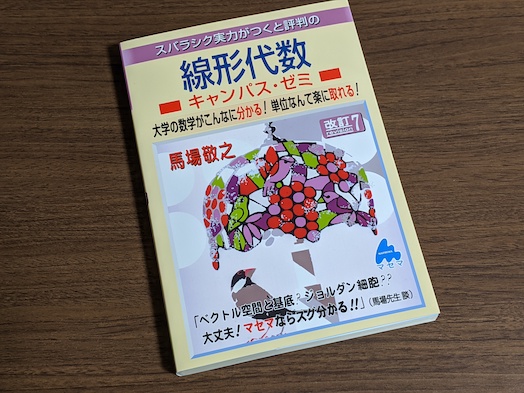 スバラシク実力がつくと評判の
線形代数
キャンパス・ゼミ
大学の数学がこんなに分かる！単位なんて楽に取れる！
馬場敬之
改訂7
revision
マセマ
「ベクトル空間と基底？ジョルダン細胞??
大丈夫！マセマならスグ分かる!!」（馬場先生 談）